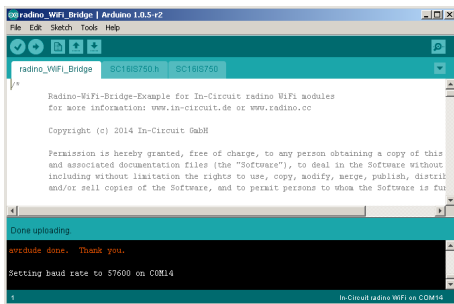 radino_WiFi_Bridge | Arduino 1.0.5-r2
File Edit Sketch Tools Help
radino_WiFi_Bridge SC16IS750.h SC16IS750
/*
Radino-WiFi-Bridge-Example for In-Circuit radino WiFi modules
for more information: www.in-circuit.de or www.radino.cc
Copyright (c) 2014 In-Circuit GmbH
Permission is hereby granted, free of charge, to any person obtaining a copy of this
and associated documentation files (the "Software"), to deal in the Software without
including without limitation the rights to use, copy, modify, merge, publish, distrib
and/or sell copies of the Software, and to permit persons to whom the Software is fur
Done uploading.
avrdude done. Thank you.
Setting baud rate to 57600 on COM14
1 In-Circuit radino WiFi on COM14